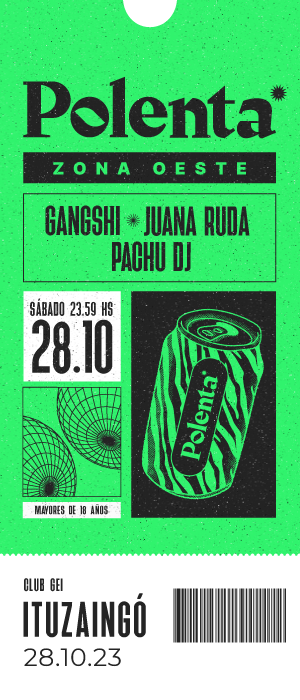 Polenta*
ZONA OESTE
GANGSHI * JUANA RUDA
PACHU DJ
SÁBADO 23.59 HS
28.10
Polenta*
MAYORES DE 18 AÑOS
CLUB GEI
ITUZAINGÓ
28.10.23